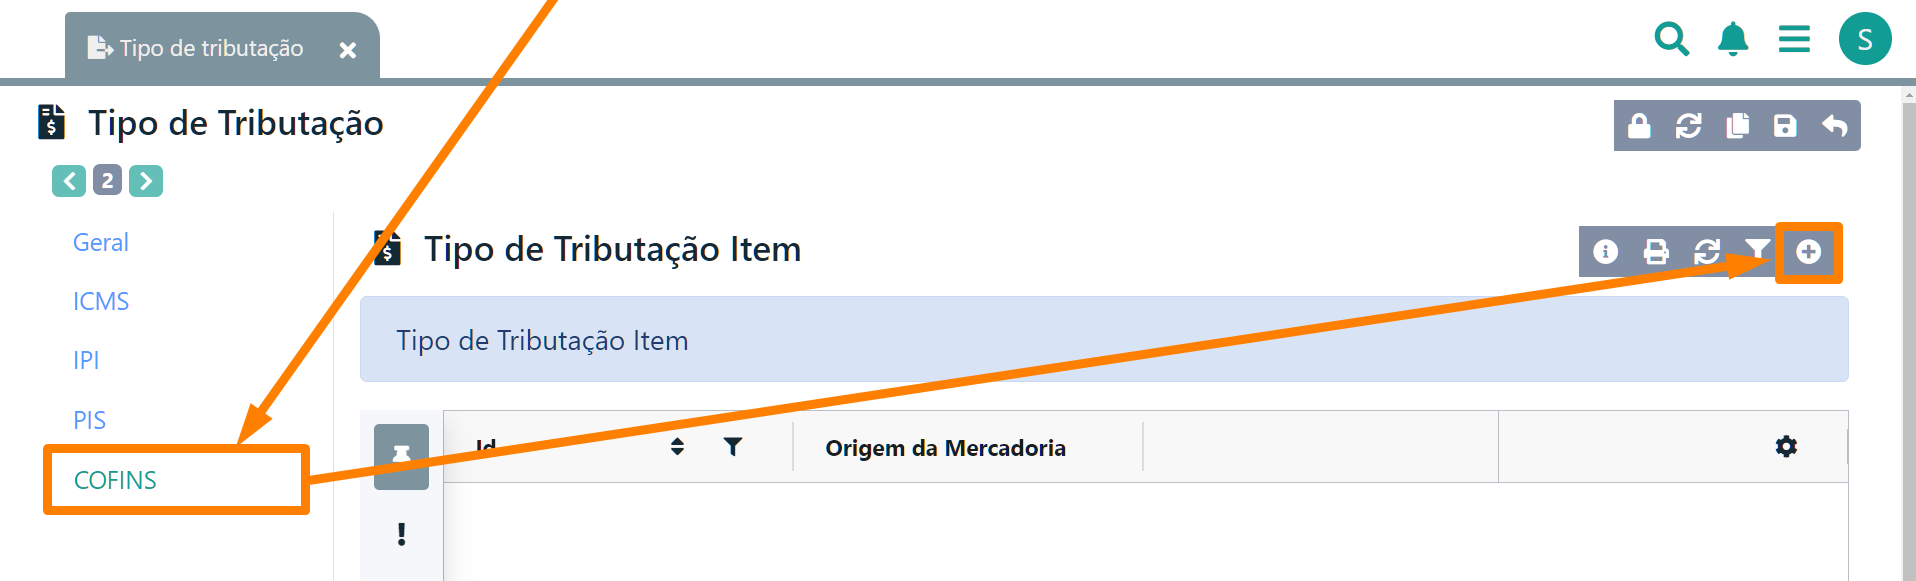 Tipo de tributação
S
Tipo de Tributação
2
Geral
ICMS
IPI
PIS
COFINS
Tipo de Tributação Item
Tipo de Tributação Item
Id
Origem da Mercadoria